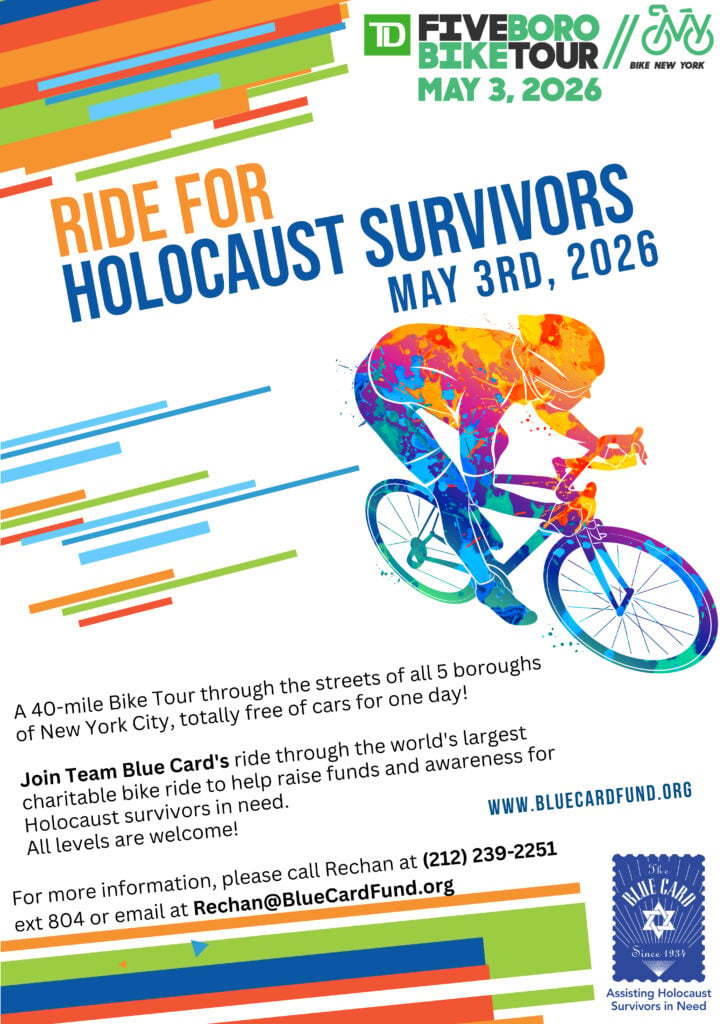 TD FIVEBORO
BIKETOUR
MAY 3, 2026
BIKE NEW YORK
RIDE FOR
HOLOCAUST SURVIVORS
MAY 3RD, 2026
A 40-mile Bike Tour through the streets of all 5 boroughs
of New York City, totally free of cars for one day!
Join Team Blue Card's ride through the world's largest
charitable bike ride to help raise funds and awareness for
Holocaust survivors in need.
All levels are welcome!
WWW.BLUECARDFUND.ORG
For more information, please call Rechan at (212) 239-2251
ext 804 or email at Rechan@BlueCardFund.org
The
BLUE CARD
Since 1934
Assisting Holocaust
Survivors in Need